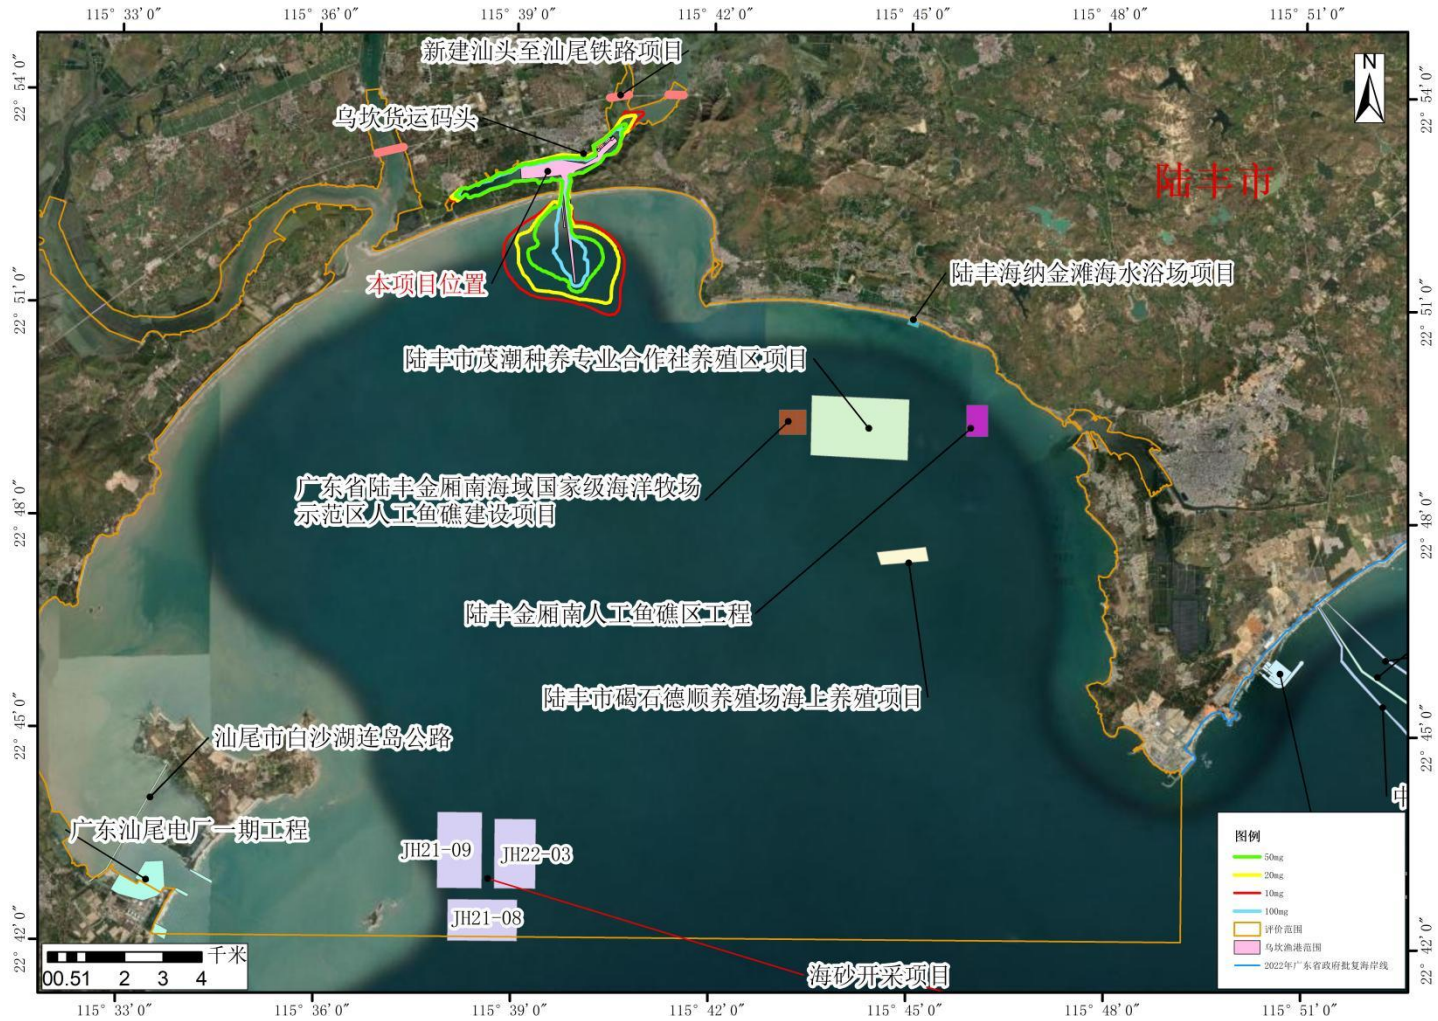 115° 33′ 0″
115° 36′ 0″
115° 39′ 0″
115° 42′ 0″
115° 45′ 0″
115° 48′ 0″
115° 51′ 0″
22° 54′ 0″
22° 51′ 0″
22° 48′ 0″
22° 45′ 0″
22° 42′ 0″
N
新建汕头至汕尾铁路项目
乌坎货运码头
陆丰市
本项目位置
陆丰海纳金滩海水浴场项目
陆丰市茂潮种养专业合作社养殖区项目
广东省陆丰金厢南海域国家级海洋牧场
示范区人工鱼礁建设项目
陆丰金厢南人工鱼礁区工程
陆丰市碣石德顺养殖场海上养殖项目
汕尾市白沙湖连岛公路
广东汕尾电厂一期工程
JH21-09
JH22-03
JH21-08
海砂开采项目
中
图例
50mg
20mg
10mg
100mg
评价范围
乌坎渔港范围
2022年广东省政府批复海岸线
千米
00.51 2 3 4
22° 54′ 0″
22° 51′ 0″
22° 48′ 0″
22° 45′ 0″
22° 42′ 0″
115° 33′ 0″
115° 36′ 0″
115° 39′ 0″
115° 42′ 0″
115° 45′ 0″
115° 48′ 0″
115° 51′ 0″